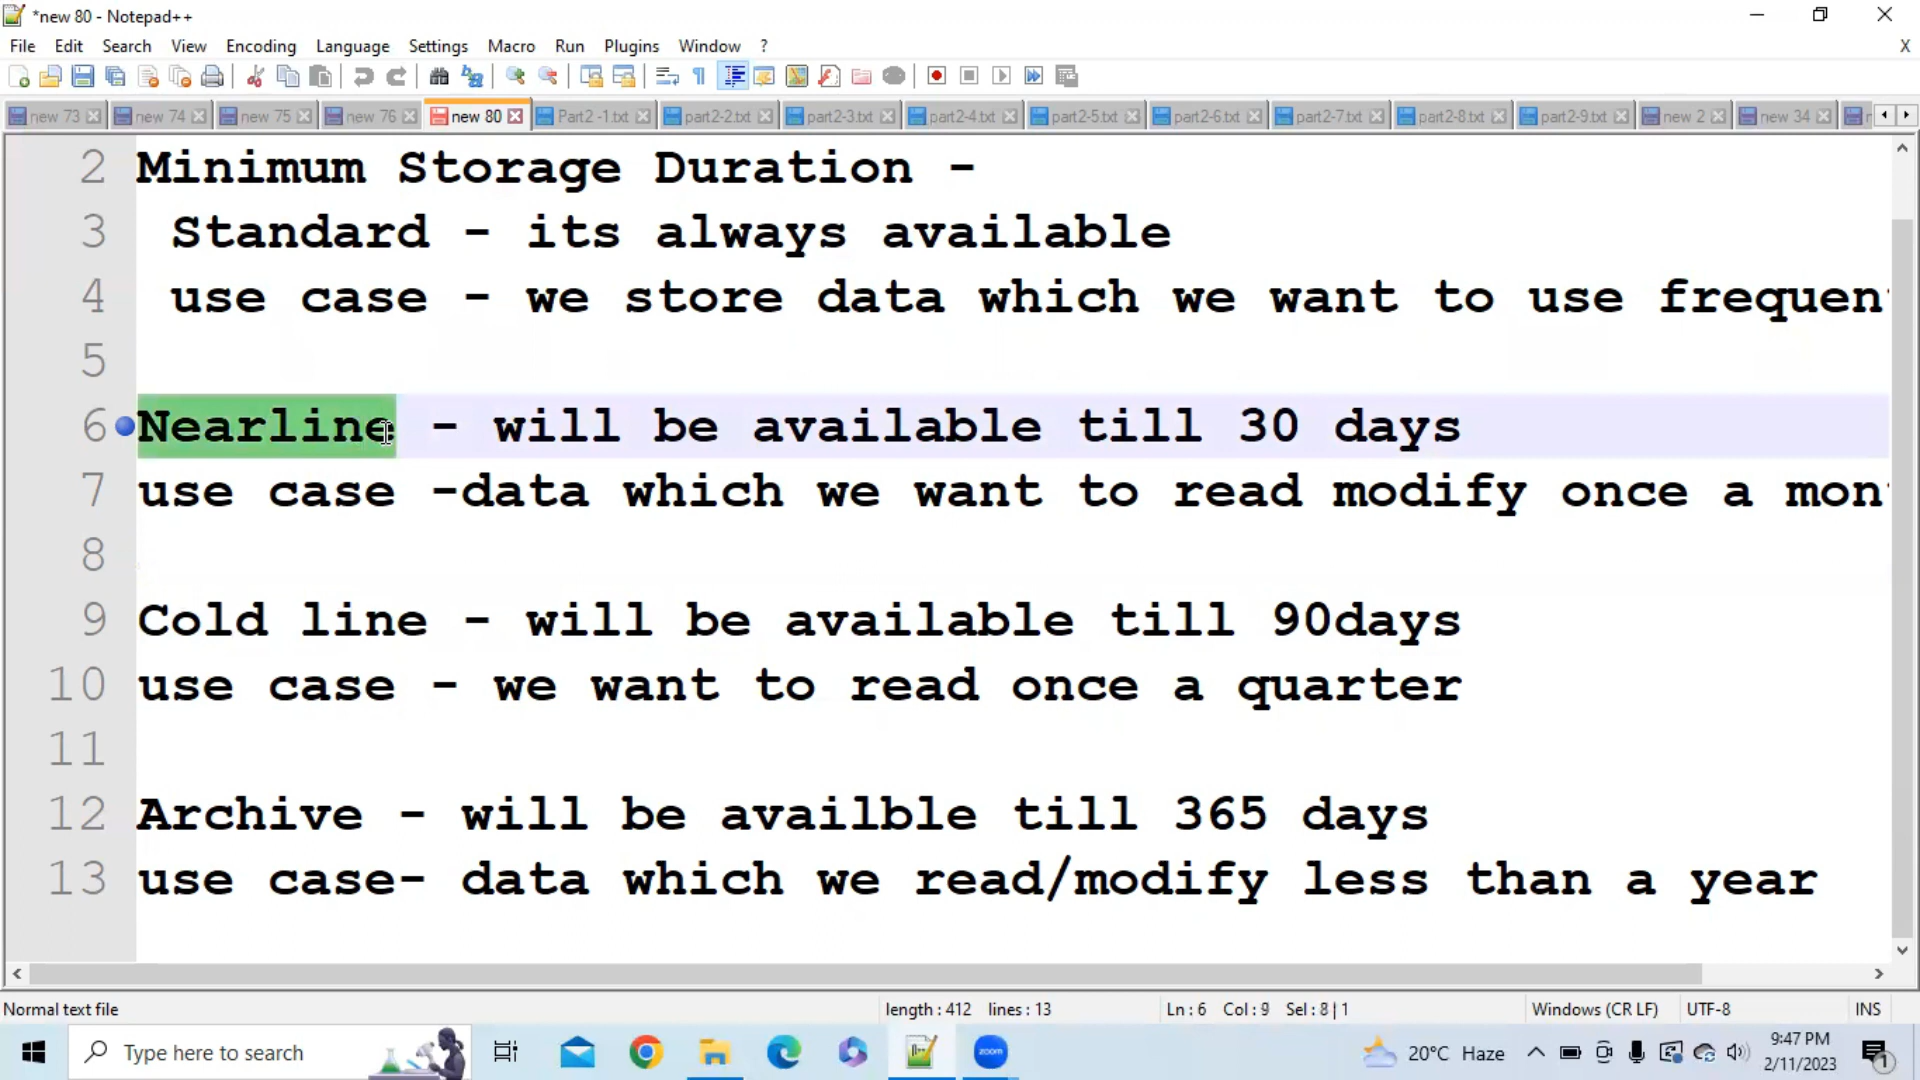 *new 80 - Notepad++
File Edit Search View Encoding Language Settings Macro Run Plugins Window ?
X
new 73 new 74 new 75 new 76 new 80 Part2 -1.txt part2-2.txt part2-3.txt part2-4.txt part2-5.txt part2-6.txt part2-7.txt part2-8.txt part2-9.txt new 2 new 34
2 Minimum Storage Duration -
3 Standard - its always available
4 use case - we store data which we want to use frequen
5
6 Nearline - will be available till 30 days
7 use case -data which we want to read modify once a mon
8
9 Cold line - will be available till 90days
10 use case - we want to read once a quarter
11
12 Archive - will be availble till 365 days
13 use case- data which we read/modify less than a year
Normal text file length : 412 lines : 13 Ln : 6 Col : 9 Sel : 8 | 1 Windows (CR LF) UTF-8 INS
Type here to search zoom 20°C Haze 9:47 PM
2/11/2023 1